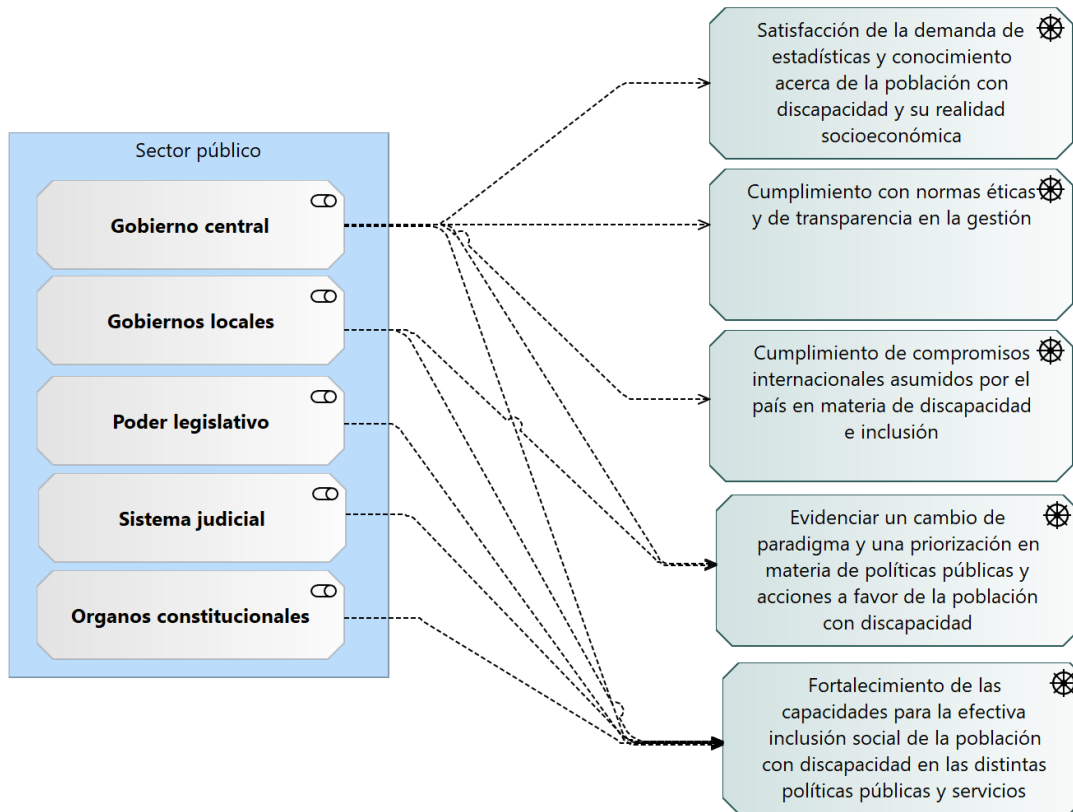 Sector público
Gobierno central
Gobiernos locales
Poder legislativo
Sistema judicial
Organos constitucionales
Satisfacción de la demanda de
estadísticas y conocimiento
acerca de la población con
discapacidad y su realidad
socioeconómica
Cumplimiento con normas éticas
y de transparencia en la gestión
Cumplimiento de compromisos
internacionales asumidos por el
país en materia de discapacidad
e inclusión
Evidenciar un cambio de
paradigma y una priorización en
materia de políticas públicas y
acciones a favor de la población
con discapacidad
Fortalecimiento de las
capacidades para la efectiva
inclusión social de la población
con discapacidad en las distintas
políticas públicas y servicios